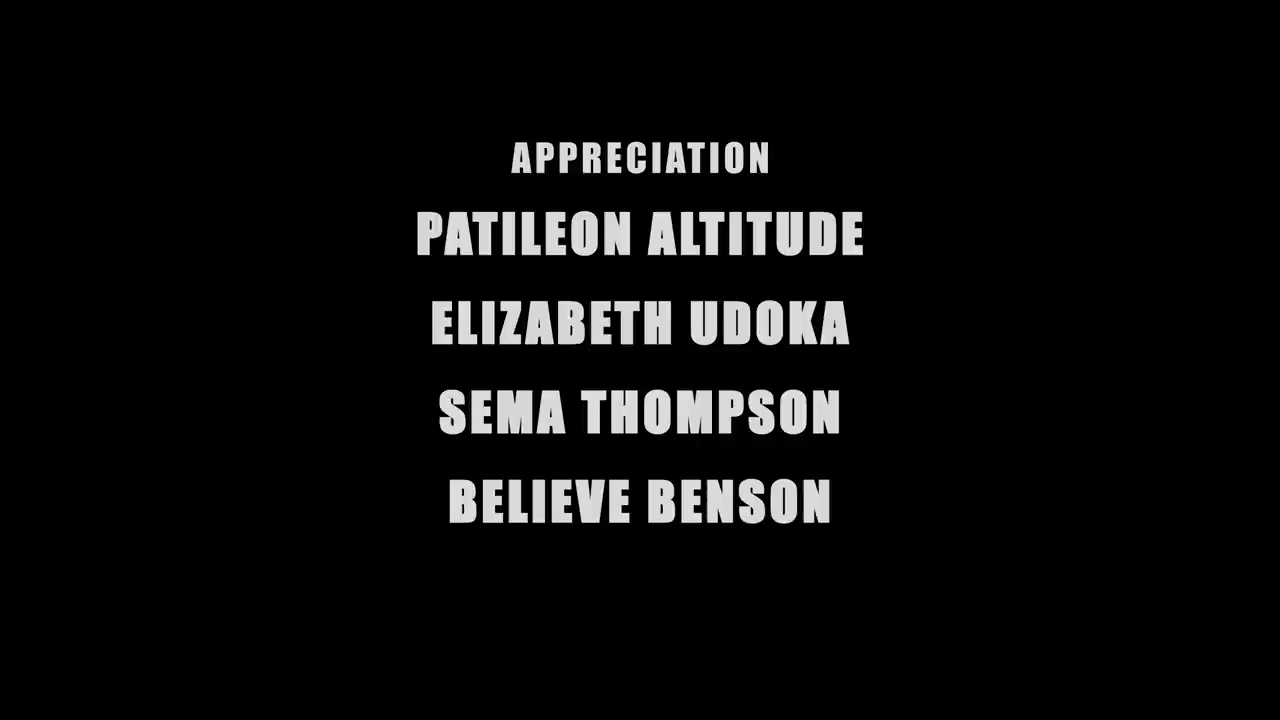 APPRECIATION
PATILEON ALTITUDE
ELIZABETH UDOKA
SEMA THOMPSON
BELIEVE BENSON